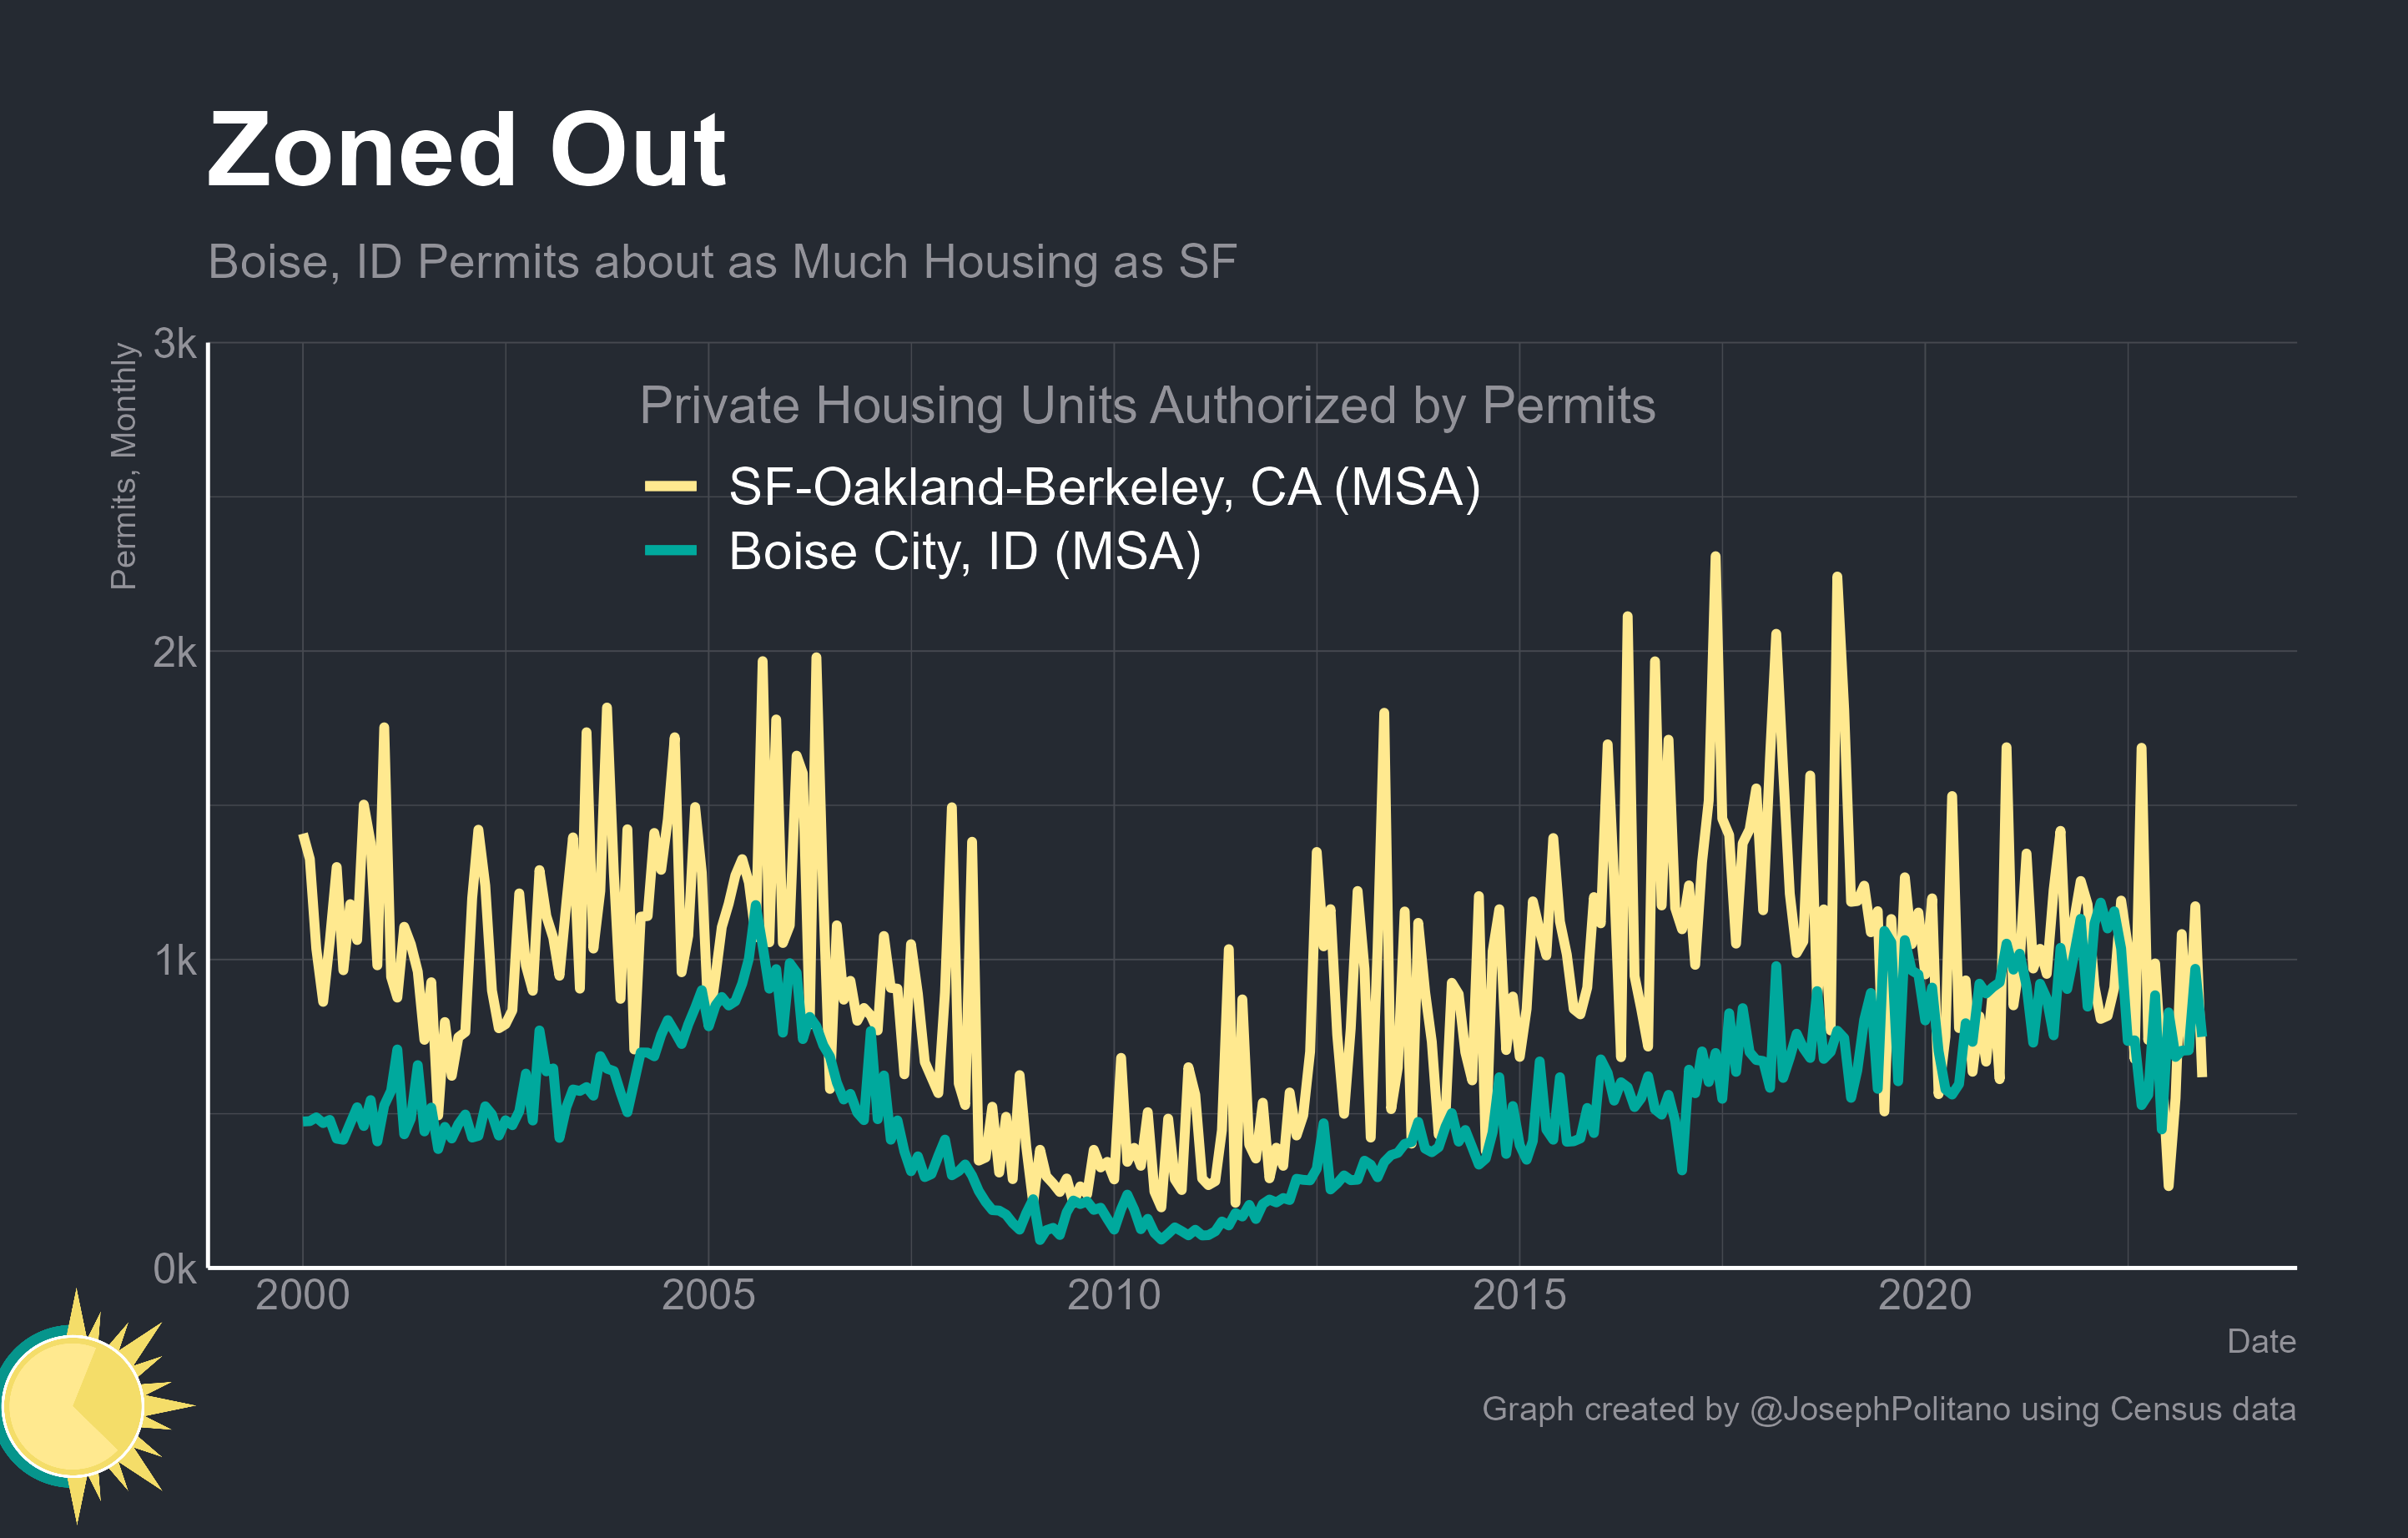 Zoned Out
Boise, ID Permits about as Much Housing as SF
Permits, Monthly
3k
2k
1k
0k
Private Housing Units Authorized by Permits
SF-Oakland-Berkeley, CA (MSA)
Boise City, ID (MSA)
2000 2005 2010 2015 2020
Date
Graph created by @JosephPolitano using Census data